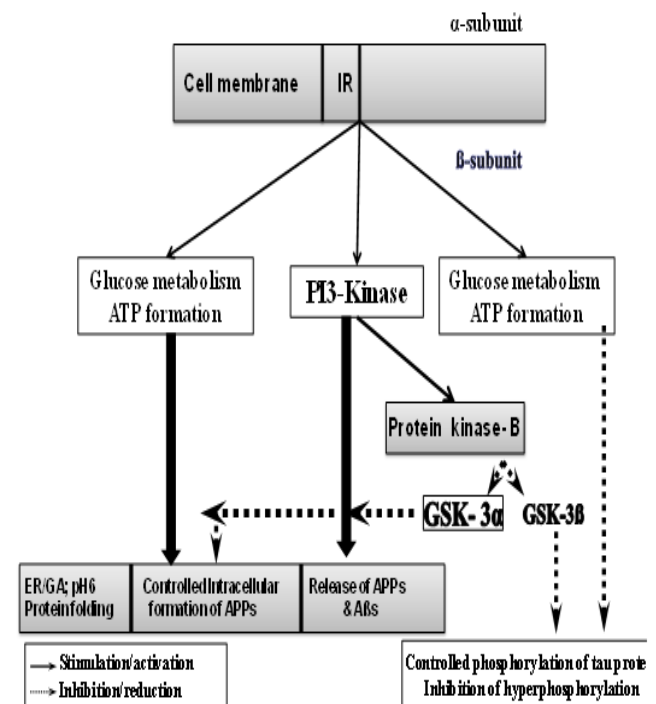 α-subunit
Cell membrane
IR
ß-subunit
Glucose metabolism
ATP formation
PI3-Kinase
Glucose metabolism
ATP formation
Protein kinase-B
GSK-3α
GSK-3ß
ER/GA; pH6
Proteinfolding
Controlled Intracellular
formation of APPs
Release of APPs
& Aßs
Stimulation/activation
Inhibition/reduction
Controlled phosphorylation of tau prote
Inhibition of hyperphosphorylation